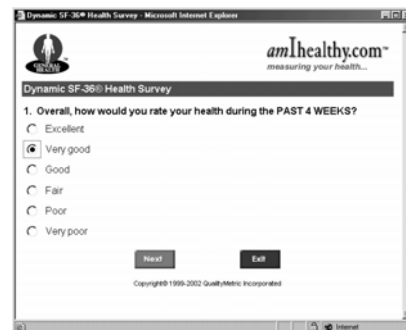 Dynamic SF-36® Health Survey - Microsoft Internet Explorer
GENERAL
HEALTH
amIhealthy.com™
measuring your health...
Dynamic SF-36® Health Survey
1. Overall, how would you rate your health during the PAST 4 WEEKS?
Excellent
Very good
Good
Fair
Poor
Very poor
Next Exit
Copyright© 1999-2002 QualityMetric Incorporated
Internet